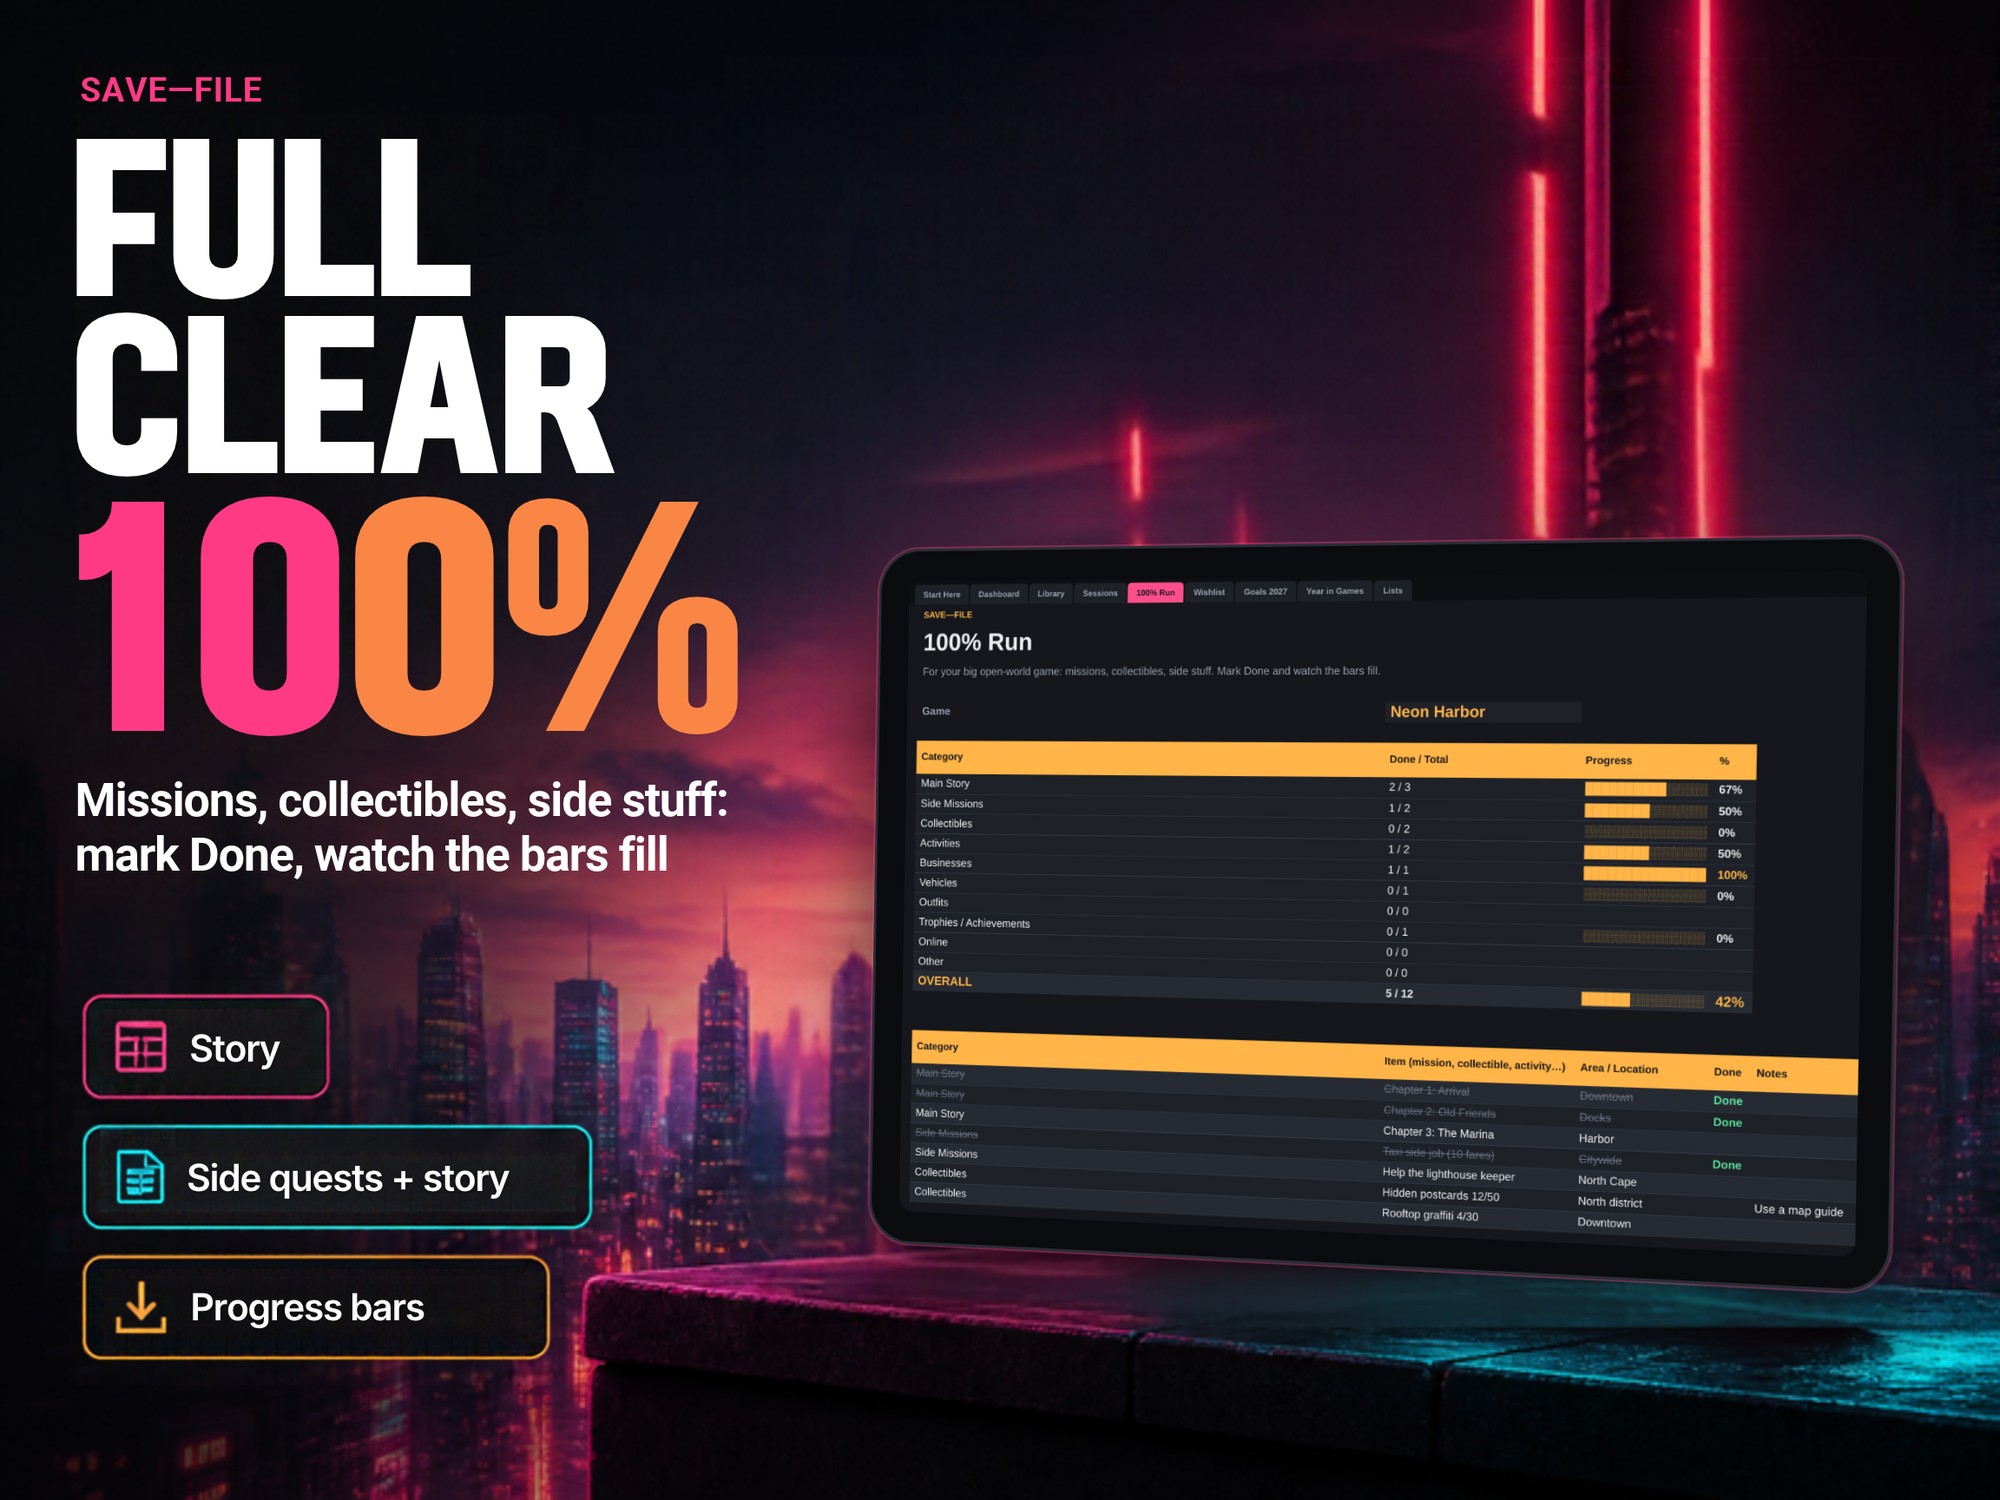 SAVE—FILE
FULL
CLEAR
100%
Missions, collectibles, side stuff:
mark Done, watch the bars fill
Story
Side quests + story
Progress bars
Start Here Dashboard Library Sessions 100% Run Wishlist Goals 2027 Year in Games Lists
SAVE—FILE
100% Run
For your big open-world game: missions, collectibles, side stuff. Mark Done and watch the bars fill.
Game Neon Harbor
Category Done / Total Progress %
Main Story 2 / 3 67%
Side Missions 1 / 2 50%
Collectibles 0 / 2 0%
Activities 1 / 2 50%
Businesses 1 / 1 100%
Vehicles 0 / 1 0%
Outfits 0 / 0
Trophies / Achievements 0 / 1 0%
Online 0 / 0
Other 0 / 0
OVERALL 5 / 12 42%
Category Item (mission, collectible, activity...) Area / Location Done Notes
Main Story Chapter 1: Arrival Downtown Done
Main Story Chapter 2: Old Friends Docks Done
Main Story Chapter 3: The Marina Harbor
Side Missions Taxi side job (10 fares) Citywide Done
Side Missions Help the lighthouse keeper North Cape
Collectibles Hidden postcards 12/50 North district Use a map guide
Collectibles Rooftop graffiti 4/30 Downtown